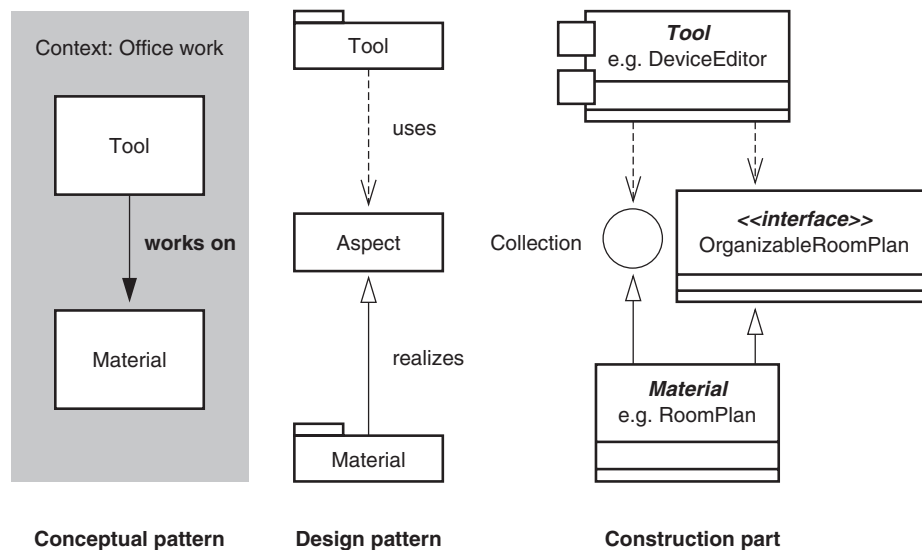 Context: Office work
Tool
works on
Material
Conceptual pattern
Tool
uses
Aspect
realizes
Material
Design pattern
Tool
e.g. DeviceEditor
Collection
<<interface>>
OrganizableRoomPlan
Material
e.g. RoomPlan
Construction part